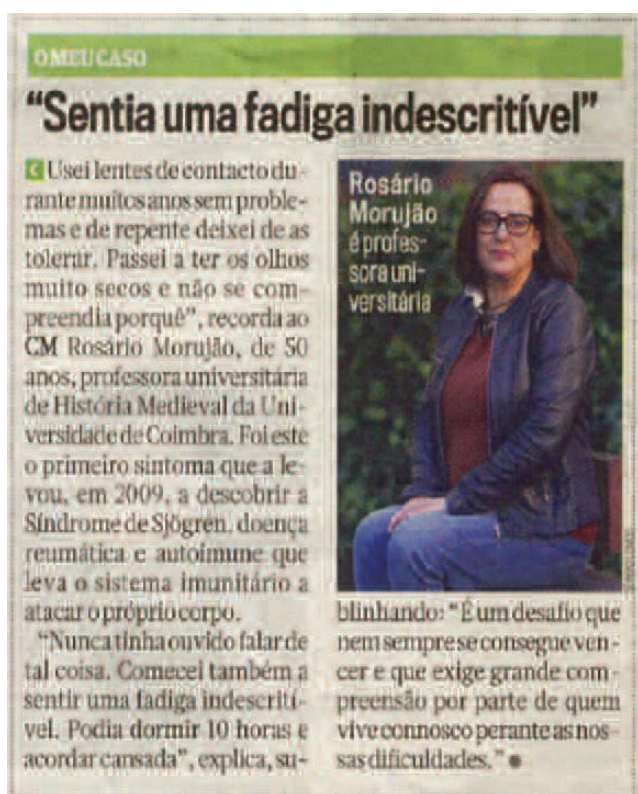 O MEU CASO
“Sentia uma fadiga indescritível”
Usei lentes de contacto du-
rante muitos anos sem proble-
mas e de repente deixei de as
tolerar. Passei a ter os olhos
muito secos e não se com-
preendia porquê”, recorda ao
CM Rosário Morujão, de 50
anos, professora universitária
de História Medieval da Uni-
versidade de Coimbra. Foi este
o primeiro sintoma que a le-
vou, em 2009, a descobrir a
Síndrome de Sjögren, doença
reumática e autoimune que
leva o sistema imunitário a
atacar o próprio corpo.
“Nunca tinha ouvido falar de
tal coisa. Comecei também a
sentir uma fadiga indescrití-
vel. Podia dormir 10 horas e
acordar cansada”, explica, su-
Rosário
Morujão
é profes-
sora uni-
versitária
blinhando: “É um desafio que
nem sempre se consegue ven-
cer e que exige grande com-
preensão por parte de quem
vive connosco perante as nos-
sas dificuldades.”